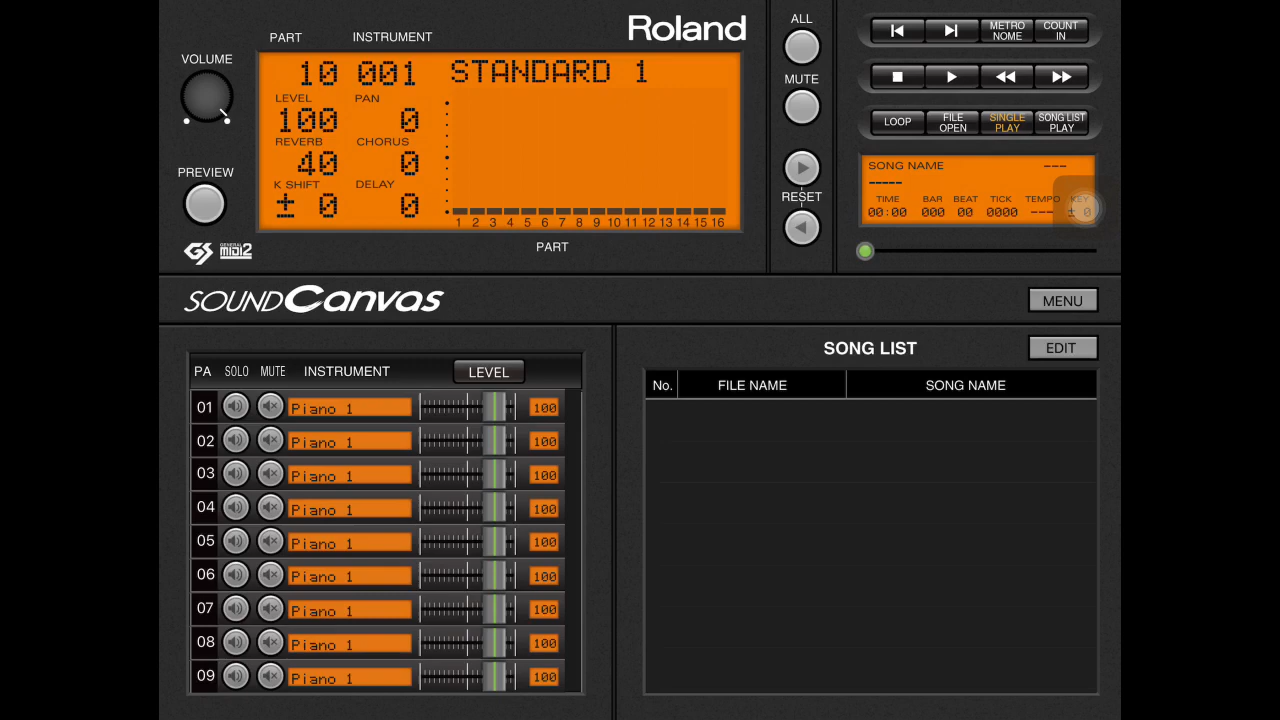 Roland
PART INSTRUMENT
VOLUME
10 001 STANDARD 1
LEVEL PAN
100 0
REVERB CHORUS
40 0
K SHIFT DELAY
± 0 0
1 2 3 4 5 6 7 8 9 10 11 12 13 14 15 16
PART
PREVIEW
GS GENERAL MIDI2
ALL
MUTE
RESET
METRO NOME
COUNT IN
LOOP
FILE OPEN
SINGLE PLAY
SONG LIST PLAY
SONG NAME ---
-----
TIME BAR BEAT TICK TEMPO KEY
00:00 000 00 0000 --- ± 0
SOUND Canvas
MENU
PA SOLO MUTE INSTRUMENT LEVEL
01 Piano 1 100
02 Piano 1 100
03 Piano 1 100
04 Piano 1 100
05 Piano 1 100
06 Piano 1 100
07 Piano 1 100
08 Piano 1 100
09 Piano 1 100
SONG LIST
EDIT
No. FILE NAME SONG NAME